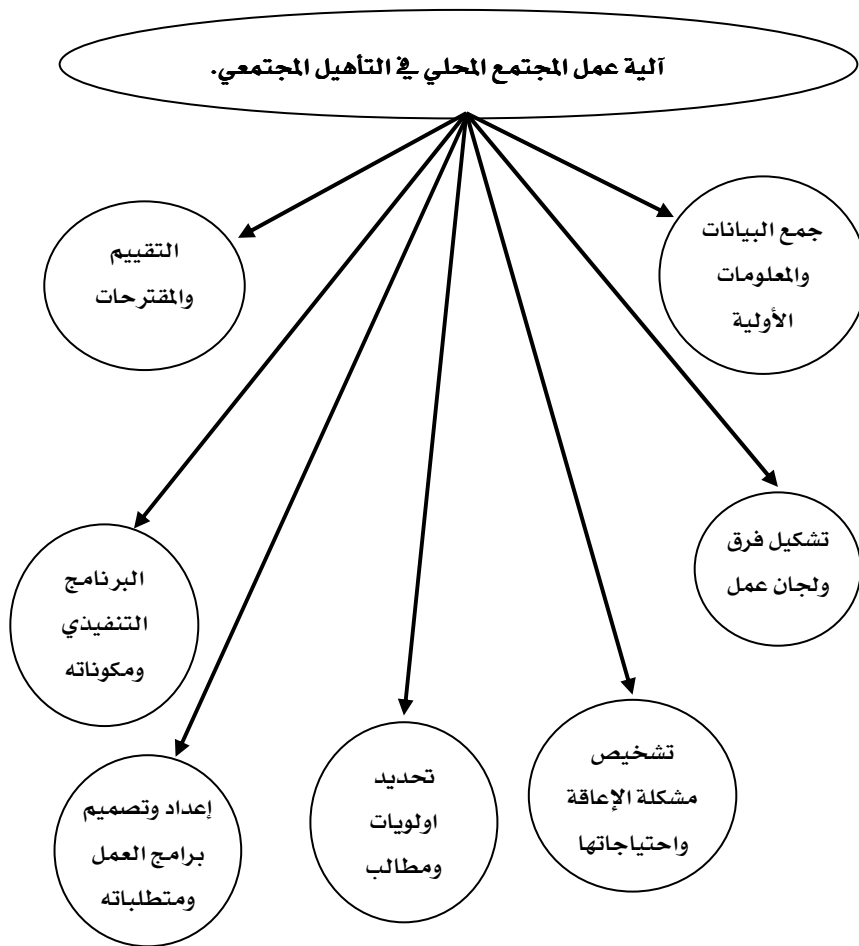 آلية عمل المجتمع المحلي في التأهيل المجتمعي.
جمع البيانات
والمعلومات
الأولية
تشكيل فرق
ولجان عمل
تشخيص
مشكلة الإعاقة
واحتياجاتها
تحديد
اولويات
ومطالب
إعداد وتصميم
برامج العمل
ومتطلباته
البرنامج
التنفيذي
ومكوناته
التقييم
والمقترحات